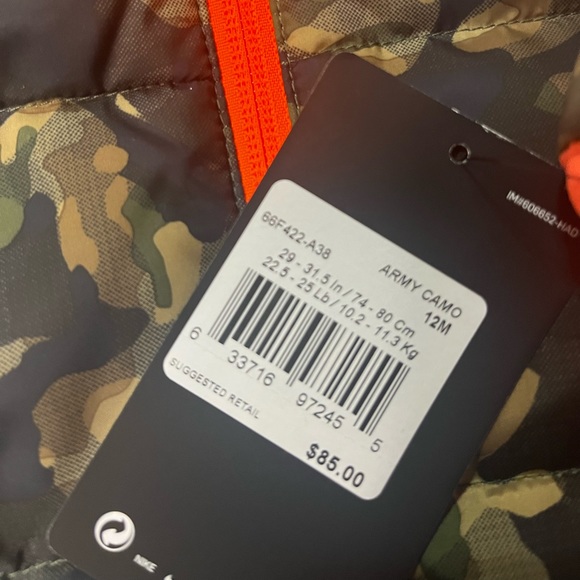 IM#606652-HAD
66F422-A38
ARMY CAMO
29 - 31.5 in / 74 - 80 Cm 12M
22.5 - 25 Lb / 10.2 - 11.3 Kg
6 33716 97245 5
SUGGESTED RETAIL
$85.00
NIKE